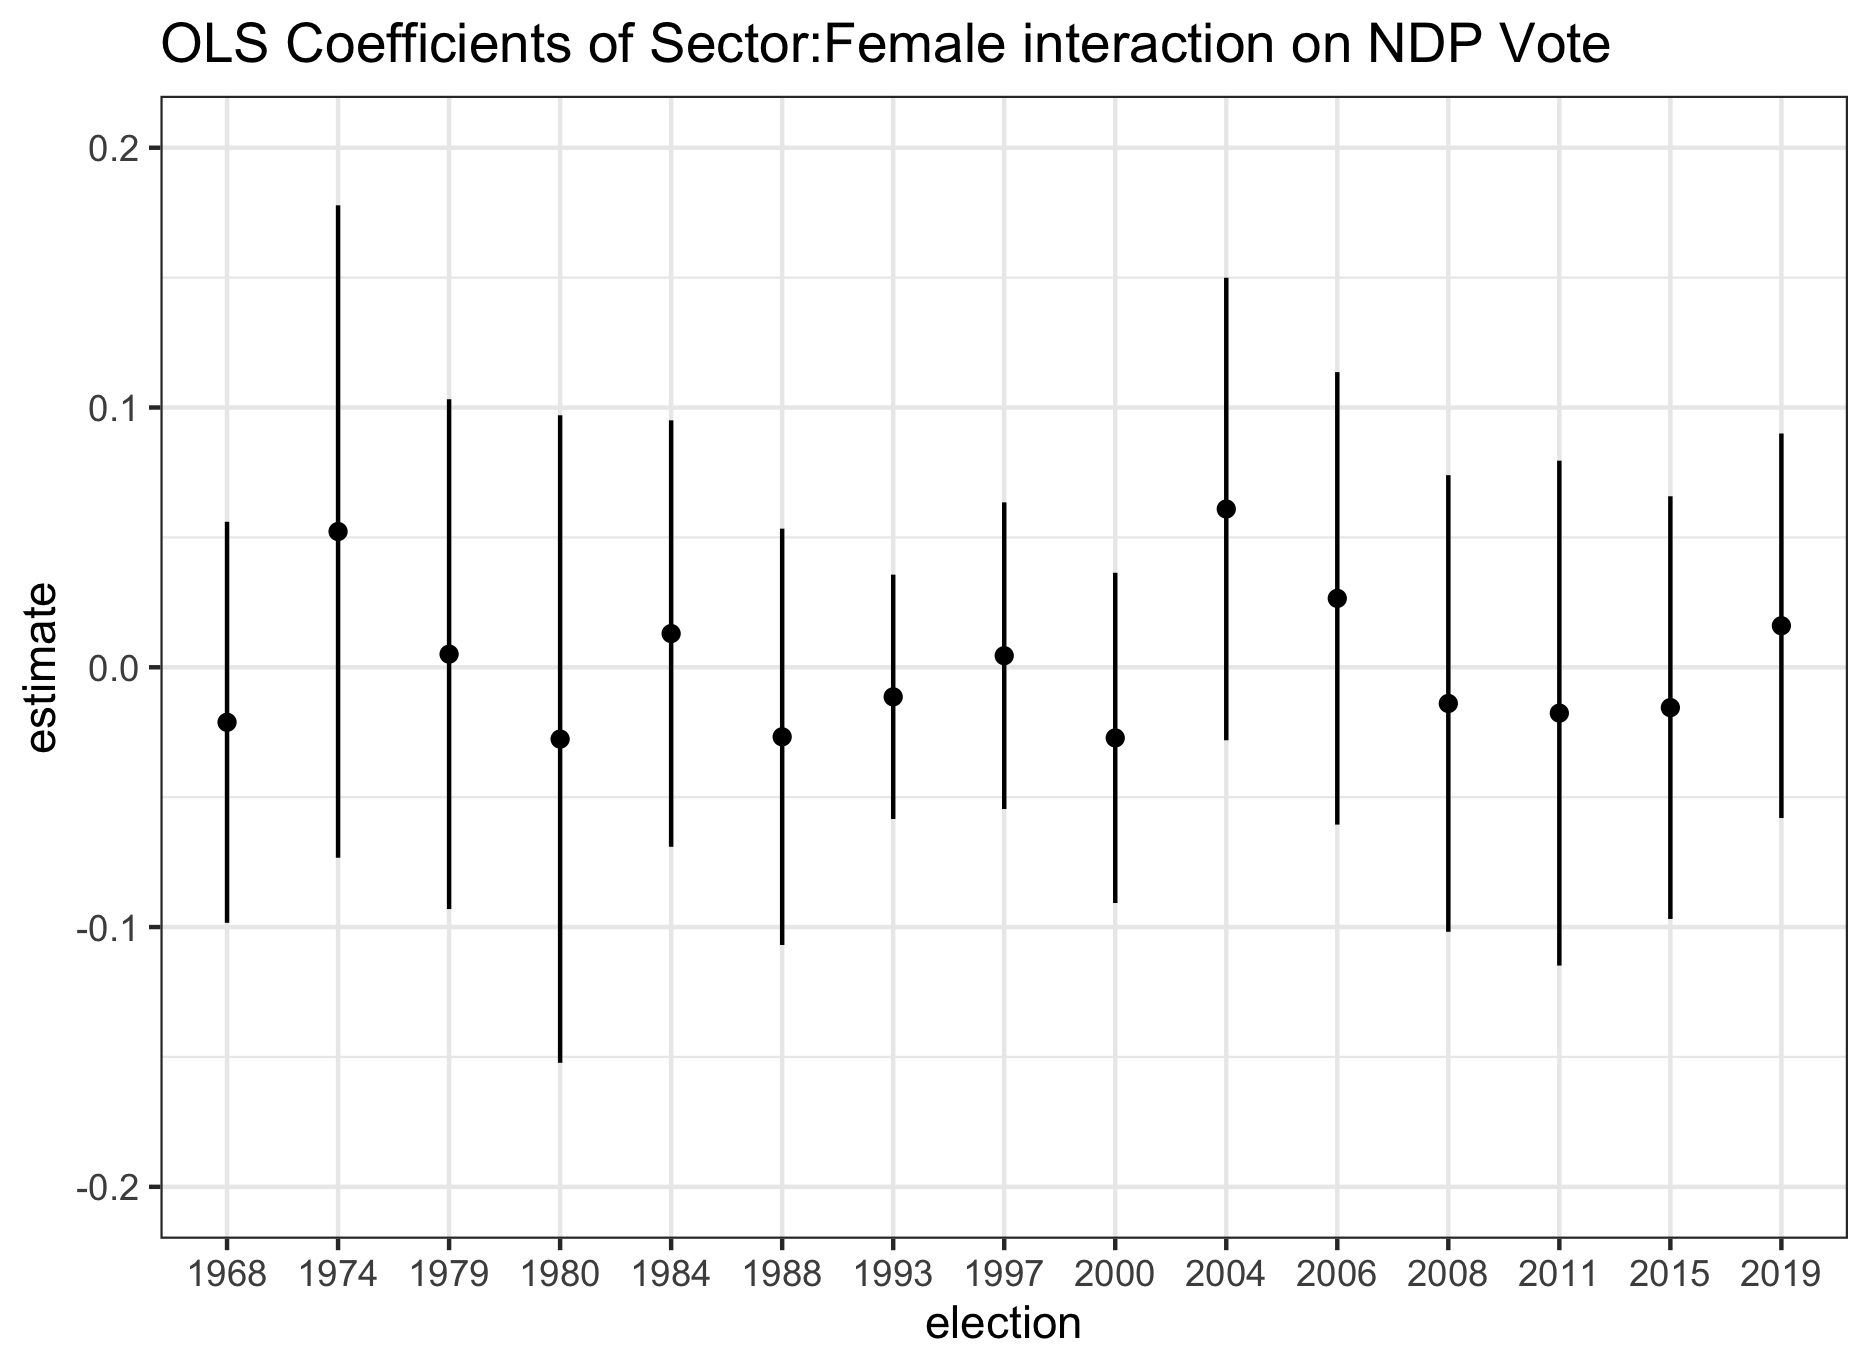 OLS Coefficients of Sector:Female interaction on NDP Vote
0.2
0.1
0.0
-0.1
-0.2
estimate
1968 1974 1979 1980 1984 1988 1993 1997 2000 2004 2006 2008 2011 2015 2019
election